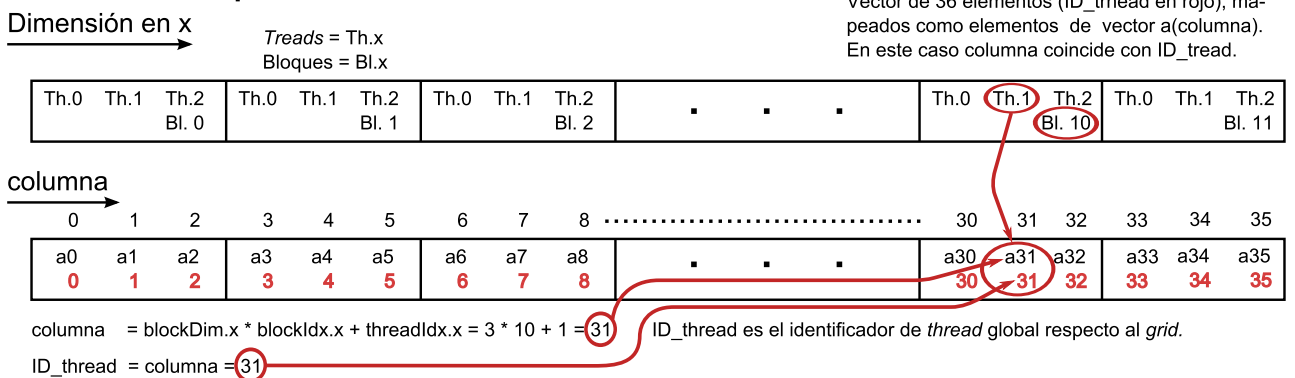 Vector de 36 elementos (ID_trhead en rojo), ma-
peados como elementos de vector a(columna).
En este caso columna coincide con ID_tread.
Dimensión en x
Treads = Th.x
Bloques = Bl.x
Th.0 Th.1 Th.2 Th.0 Th.1 Th.2 Th.0 Th.1 Th.2 . . . Th.0 Th.1 Th.2 Th.0 Th.1 Th.2
Bl. 0 Bl. 1 Bl. 2 Bl. 10 Bl. 11
columna
0 1 2 3 4 5 6 7 8 ........................................ 30 31 32 33 34 35
a0 a1 a2 a3 a4 a5 a6 a7 a8 . . . a30 a31 a32 a33 a34 a35
0 1 2 3 4 5 6 7 8 30 31 32 33 34 35
columna = blockDim.x * blockIdx.x + threadIdx.x = 3 * 10 + 1 = 31 ID_thread es el identificador de thread global respecto al grid.
ID_thread = columna = 31